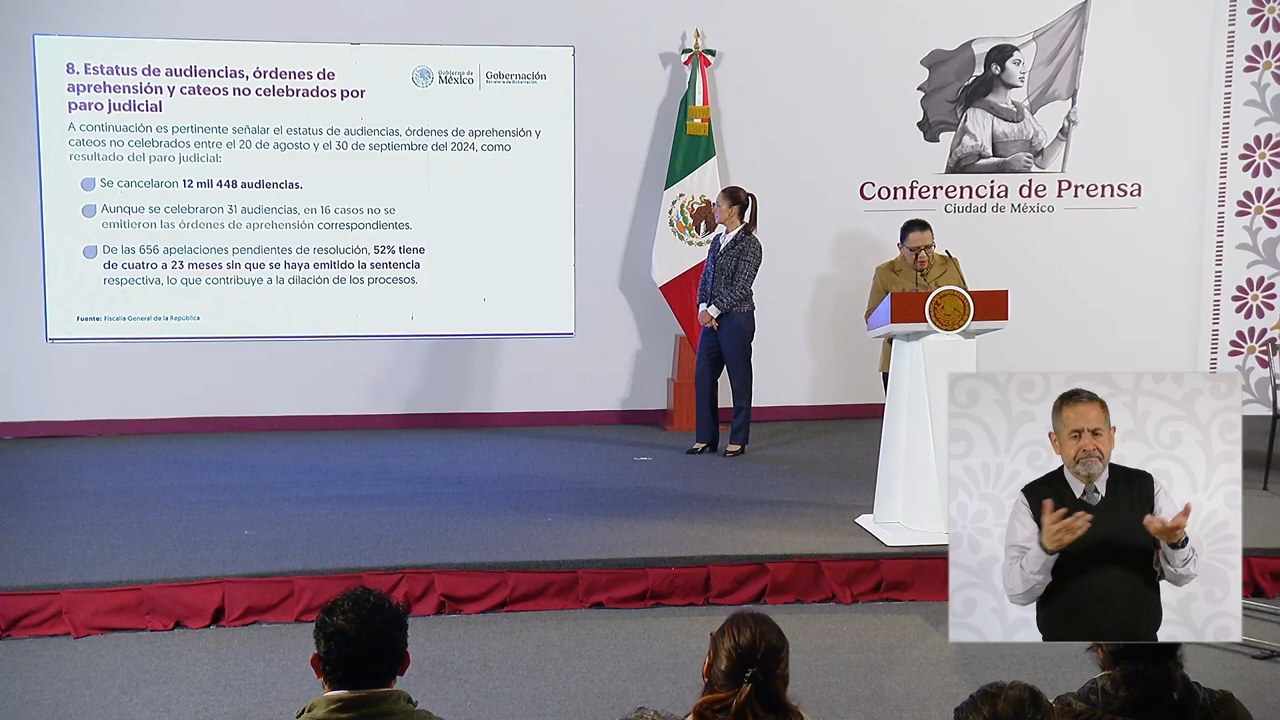 8. Estatus de audiencias, órdenes de
aprehensión y cateos no celebrados por
paro judicial
Gobierno de
México
Gobernación
Secretaría de Gobernación
A continuación es pertinente señalar el estatus de audiencias, órdenes de aprehensión y
cateos no celebrados entre el 20 de agosto y el 30 de septiembre del 2024, como
resultado del paro judicial:
Se cancelaron 12 mil 448 audiencias.
Aunque se celebraron 31 audiencias, en 16 casos no se
emitieron las órdenes de aprehensión correspondientes.
De las 656 apelaciones pendientes de resolución, 52% tiene
de cuatro a 23 meses sin que se haya emitido la sentencia
respectiva, lo que contribuye a la dilación de los procesos.
Fuente: Fiscalía General de la República
Conferencia de Prensa
Ciudad de México